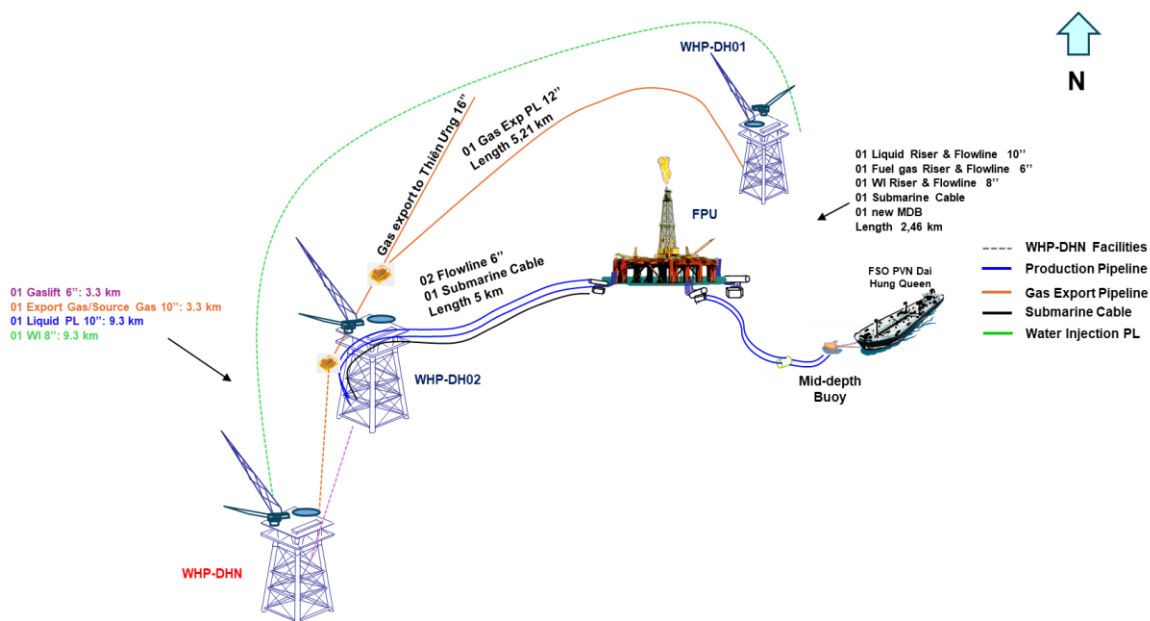 WHP-DH01
N
Gas export to Thiên Ưng 16”
01 Gas Exp PL 12”
Length 5,21 km
01 Liquid Riser & Flowline 10’’
01 Fuel gas Riser & Flowline 6’’
01 WI Riser & Flowline 8’’
01 Submarine Cable
01 new MDB
Length 2,46 km
FPU
WHP-DHN Facilities
Production Pipeline
Gas Export Pipeline
Submarine Cable
Water Injection PL
FSO PVN Dai
Hung Queen
02 Flowline 6”
01 Submarine Cable
Length 5 km
01 Gaslift 6”: 3.3 km
01 Export Gas/Source Gas 10”: 3.3 km
01 Liquid PL 10”: 9.3 km
01 WI 8”: 9.3 km
WHP-DH02
Mid-depth
Buoy
WHP-DHN